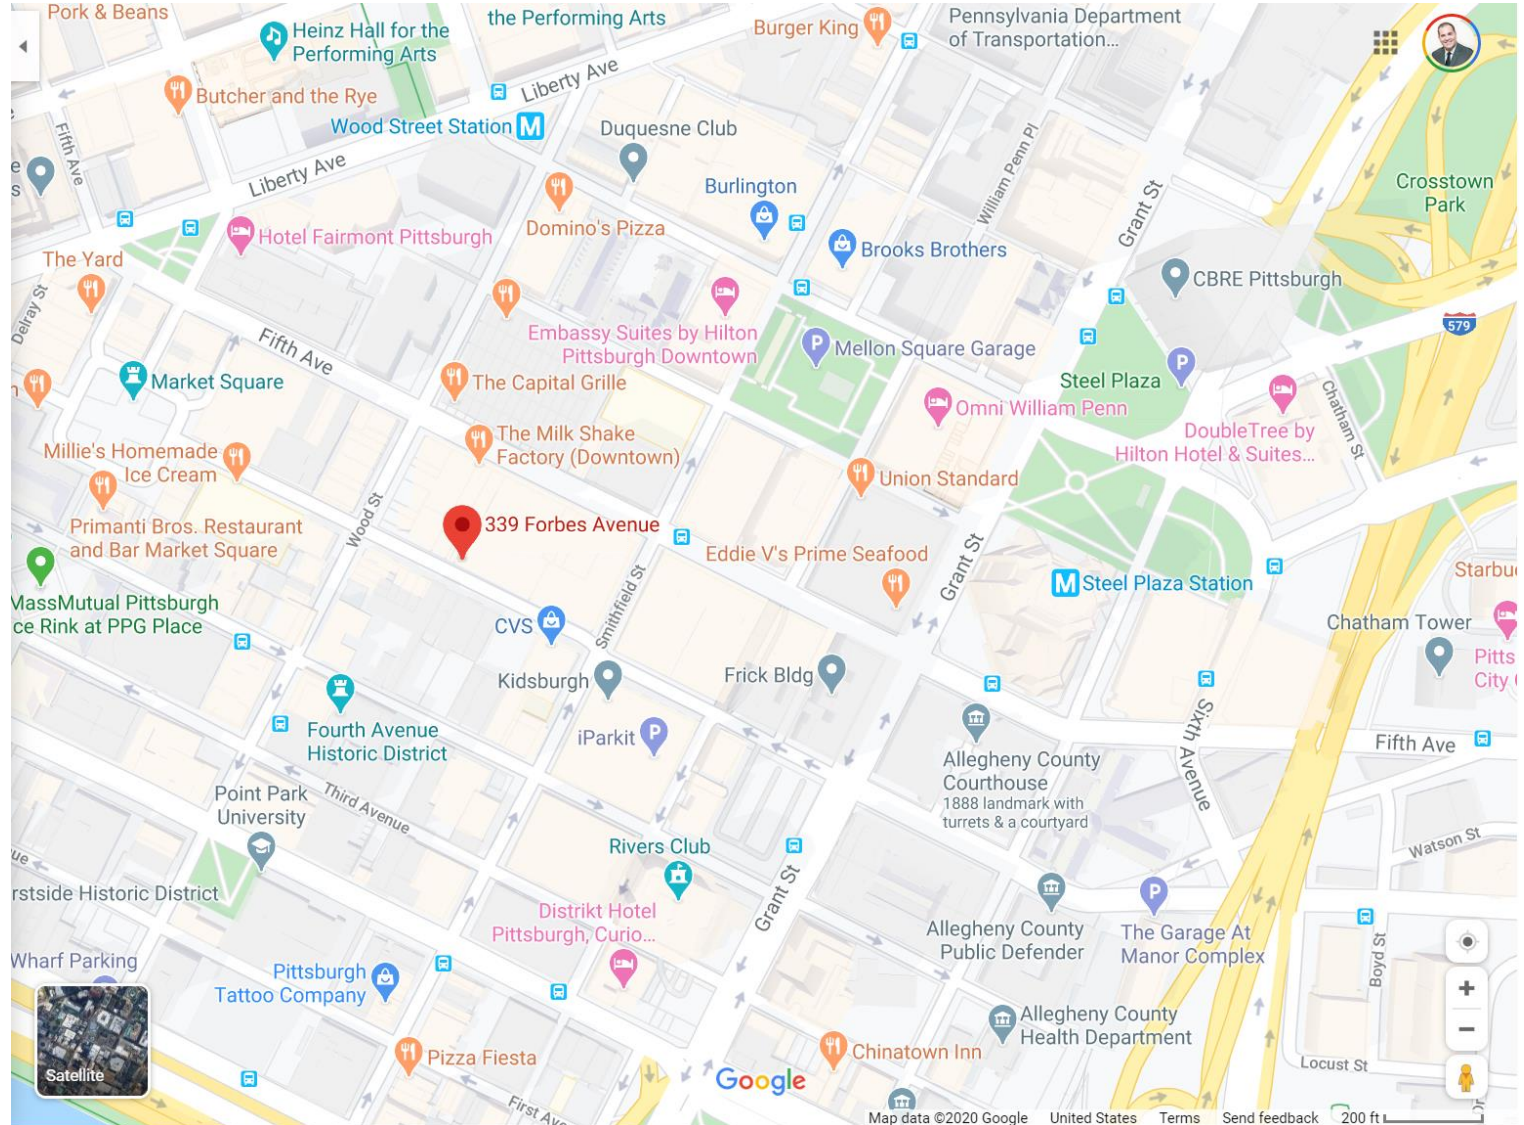 Pork & Beans
Heinz Hall for the
Performing Arts
the Performing Arts
Burger King
Pennsylvania Department
of Transportation...
Liberty Ave
Butcher and the Rye
Wood Street Station
M
Duquesne Club
Fifth Ave
Liberty Ave
William Penn Pl
Burlington
Grant St
Crosstown
Park
Hotel Fairmont Pittsburgh
Domino's Pizza
Brooks Brothers
The Yard
CBRE Pittsburgh
Delray St
Embassy Suites by Hilton
Pittsburgh Downtown
P
Mellon Square Garage
579
Fifth Ave
Market Square
The Capital Grille
Steel Plaza
P
Omni William Penn
Chatham St
DoubleTree by
Hilton Hotel & Suites...
The Milk Shake
Factory (Downtown)
Millie's Homemade
Ice Cream
Union Standard
Wood St
Primanti Bros. Restaurant
and Bar Market Square
339 Forbes Avenue
Eddie V's Prime Seafood
Grant St
M
Steel Plaza Station
MassMutual Pittsburgh
ce Rink at PPG Place
Smithfield St
CVS
Chatham Tower
Kidsburgh
Frick Bldg
Fourth Avenue
Historic District
iParkit
P
Sixth Avenue
Fifth Ave
Allegheny County
Courthouse
1888 landmark with
turrets & a courtyard
Point Park
University
Third Avenue
Rivers Club
Watson St
rstside Historic District
Grant St
Distrikt Hotel
Pittsburgh, Curio...
P
Allegheny County
Public Defender
The Garage At
Manor Complex
Boyd St
Wharf Parking
Pittsburgh
Tattoo Company
Allegheny County
Health Department
Pizza Fiesta
Chinatown Inn
Locust St
Satellite
Google
First Ave
Map data ©2020 Google
United States
Terms
Send feedback
200 ft